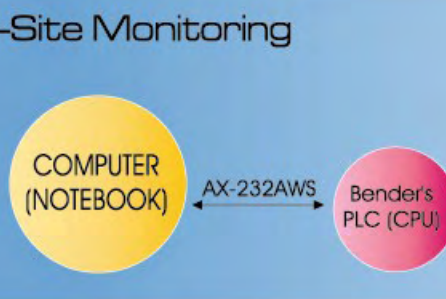 -Site Monitoring
COMPUTER
(NOTEBOOK)
AX-232AWS
Bender's
PLC (CPU)